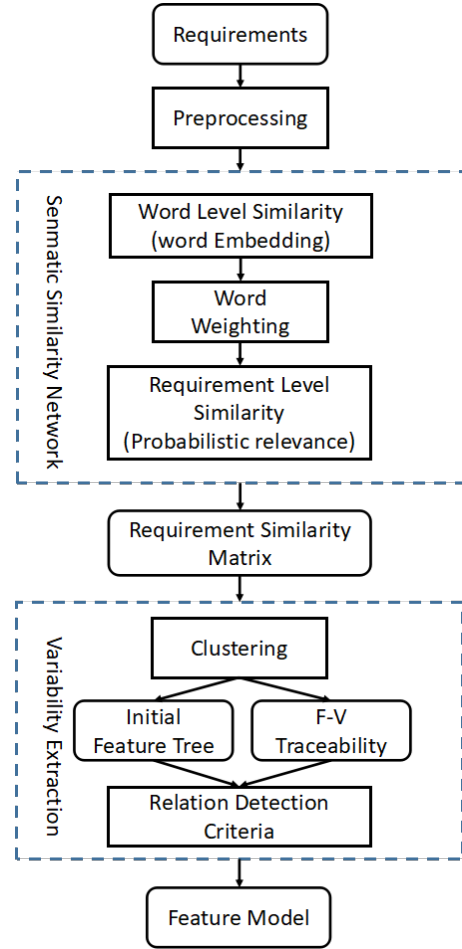 Requirements
Preprocessing
Senmatic Similarity Network
Word Level Similarity
(word Embedding)
Word
Weighting
Requirement Level
Similarity
(Probabilistic relevance)
Requirement Similarity
Matrix
Variability Extraction
Clustering
Initial
Feature Tree
F-V
Traceability
Relation Detection
Criteria
Feature Model